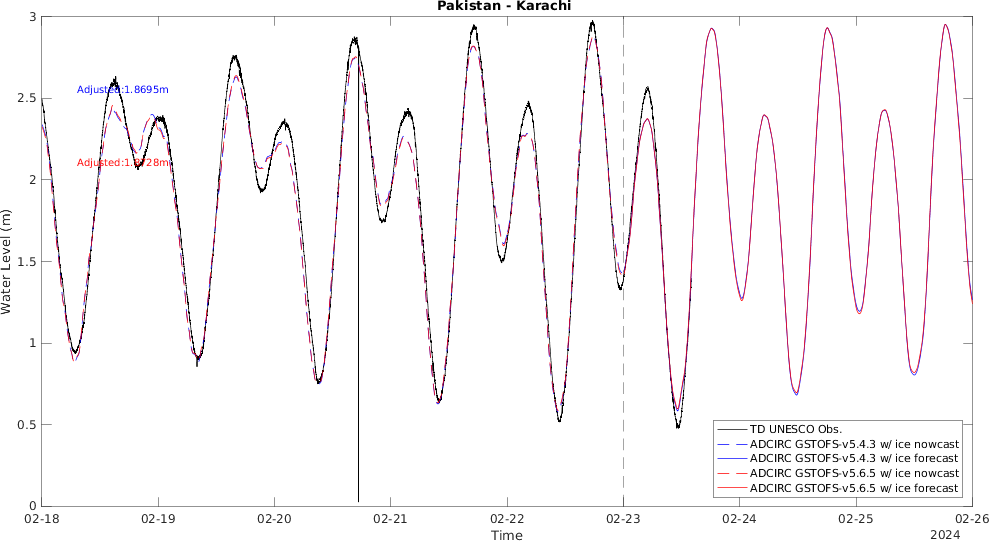 Pakistan - Karachi
3
2.5
2
1.5
1
0.5
0
Water Level (m)
Adjusted:1.8695m
Adjusted:1.8728m
TD UNESCO Obs.
ADCIRC GSTOFS-v5.4.3 w/ ice nowcast
ADCIRC GSTOFS-v5.4.3 w/ ice forecast
ADCIRC GSTOFS-v5.6.5 w/ ice nowcast
ADCIRC GSTOFS-v5.6.5 w/ ice forecast
02-18 02-19 02-20 02-21 02-22 02-23 02-24 02-25 02-26
Time
2024